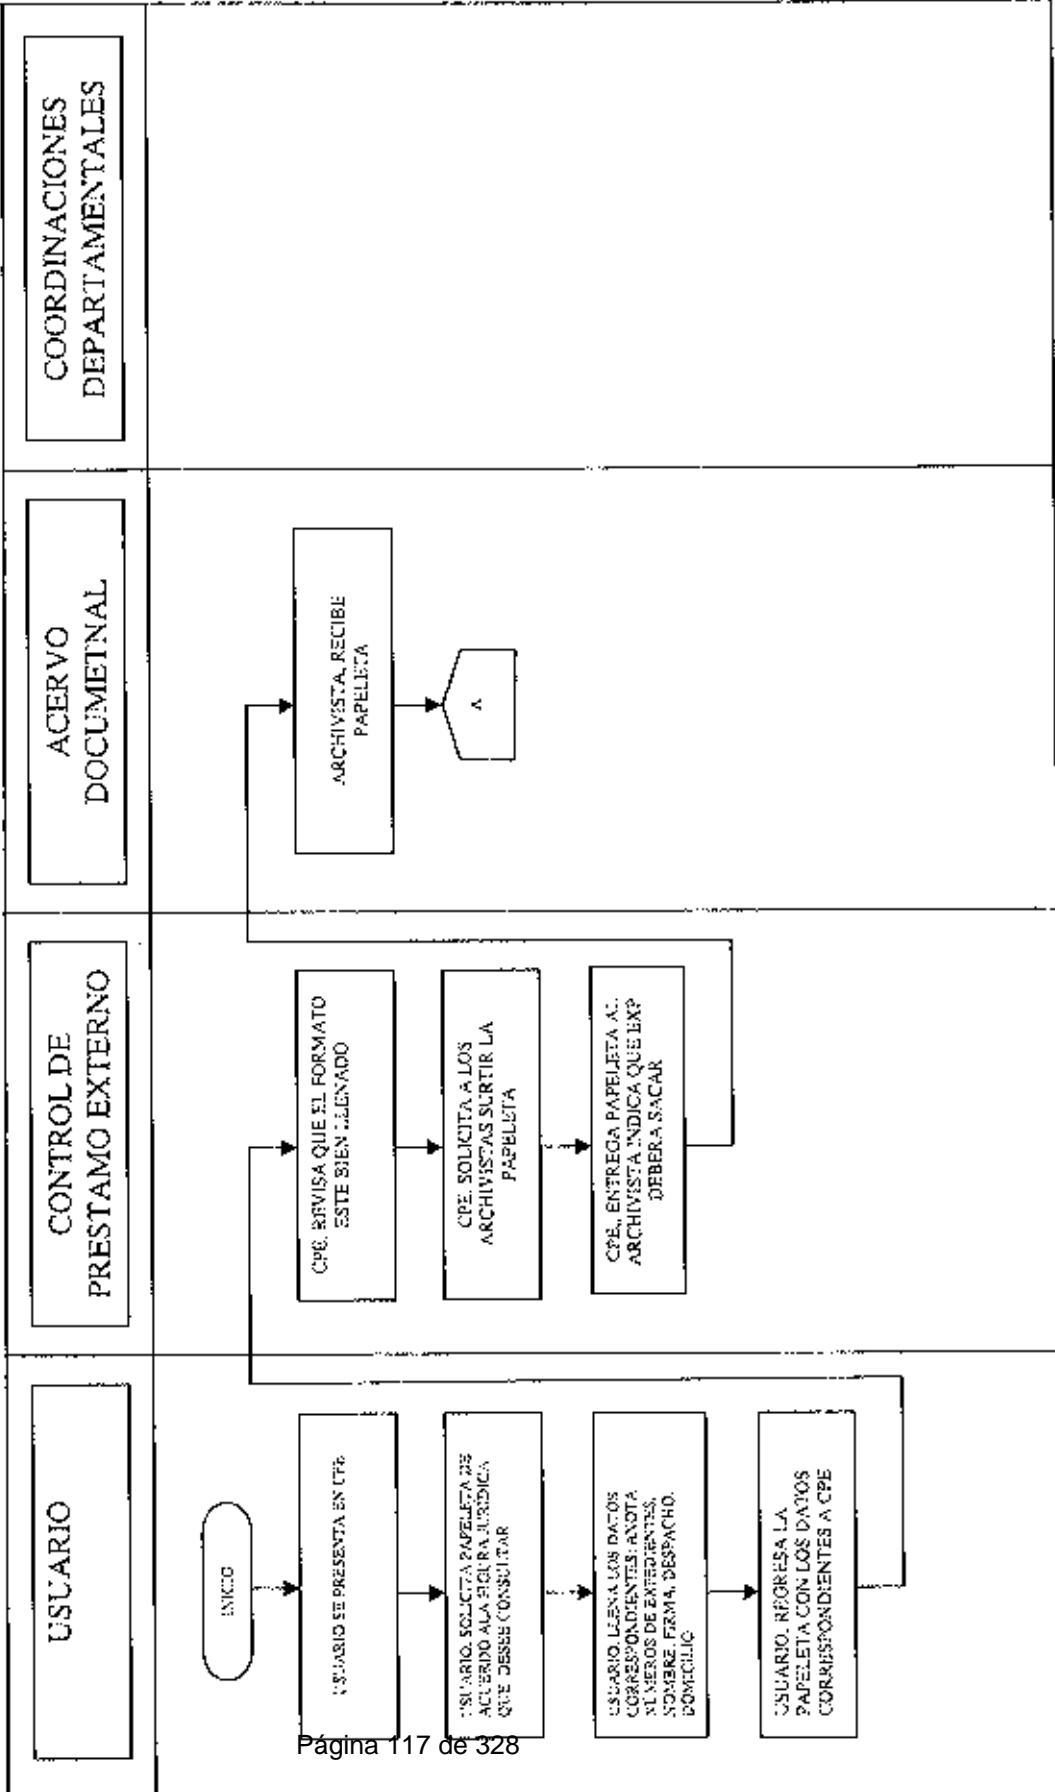 USUARIO
CONTROL DE
PRESTAMO EXTERNO
ACERVO
DOCUMETNAL
COORDINACIONES
DEPARTAMENTALES
INICIO
USUARIO SE PRESENTA EN CPE
USUARIO, SOLICITA PAPELETA DE
ACUERDO ALA FIGURA JURIDICA
QUE DESEE CONSULTAR
USUARIO, LLENA LOS DATOS
CORRESPONDIENTES: ANOTA
NUMEROS DE EXPEDIENTES,
NOMBRE, FIRMA, DESPACHO,
DOMICILIO
USUARIO, REGRESA LA
PAPELETA CON LOS DATOS
CORRESPONDIENTES A CPE
CPE, REVISA QUE EL FORMATO
ESTE BIEN LLENADO
CPE, SOLICITA A LOS
ARCHIVISTAS SURTIR LA
PAPELETA
CPE, ENTREGA PAPELETA AL
ARCHIVISTA INDICA QUE EXP
DEBERA SACAR
ARCHIVISTA, RECIBE
PAPELETA
A
Página 117 de 328